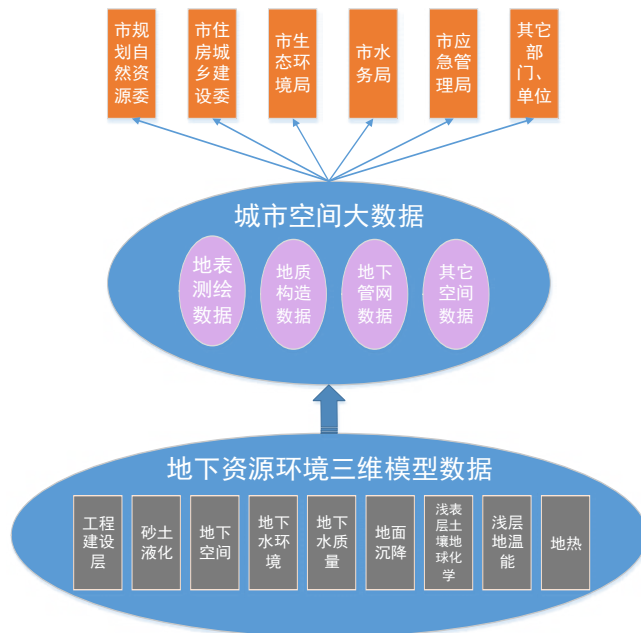 市规
划自
然资
源委
市住
房城
乡建
设委
市生
态环
境局
市水
务局
市应
急管
理局
其它
部门、
单位
城市空间大数据
地表
测绘
数据
地质
构造
数据
地下
管网
数据
其它
空间
数据
地下资源环境三维模型数据
工程
建设
层
砂土
液化
地下
空间
地下
水环
境
地下
水质
量
地面
沉降
浅表
层土
壤地
球化
学
浅层
地温
能
地热